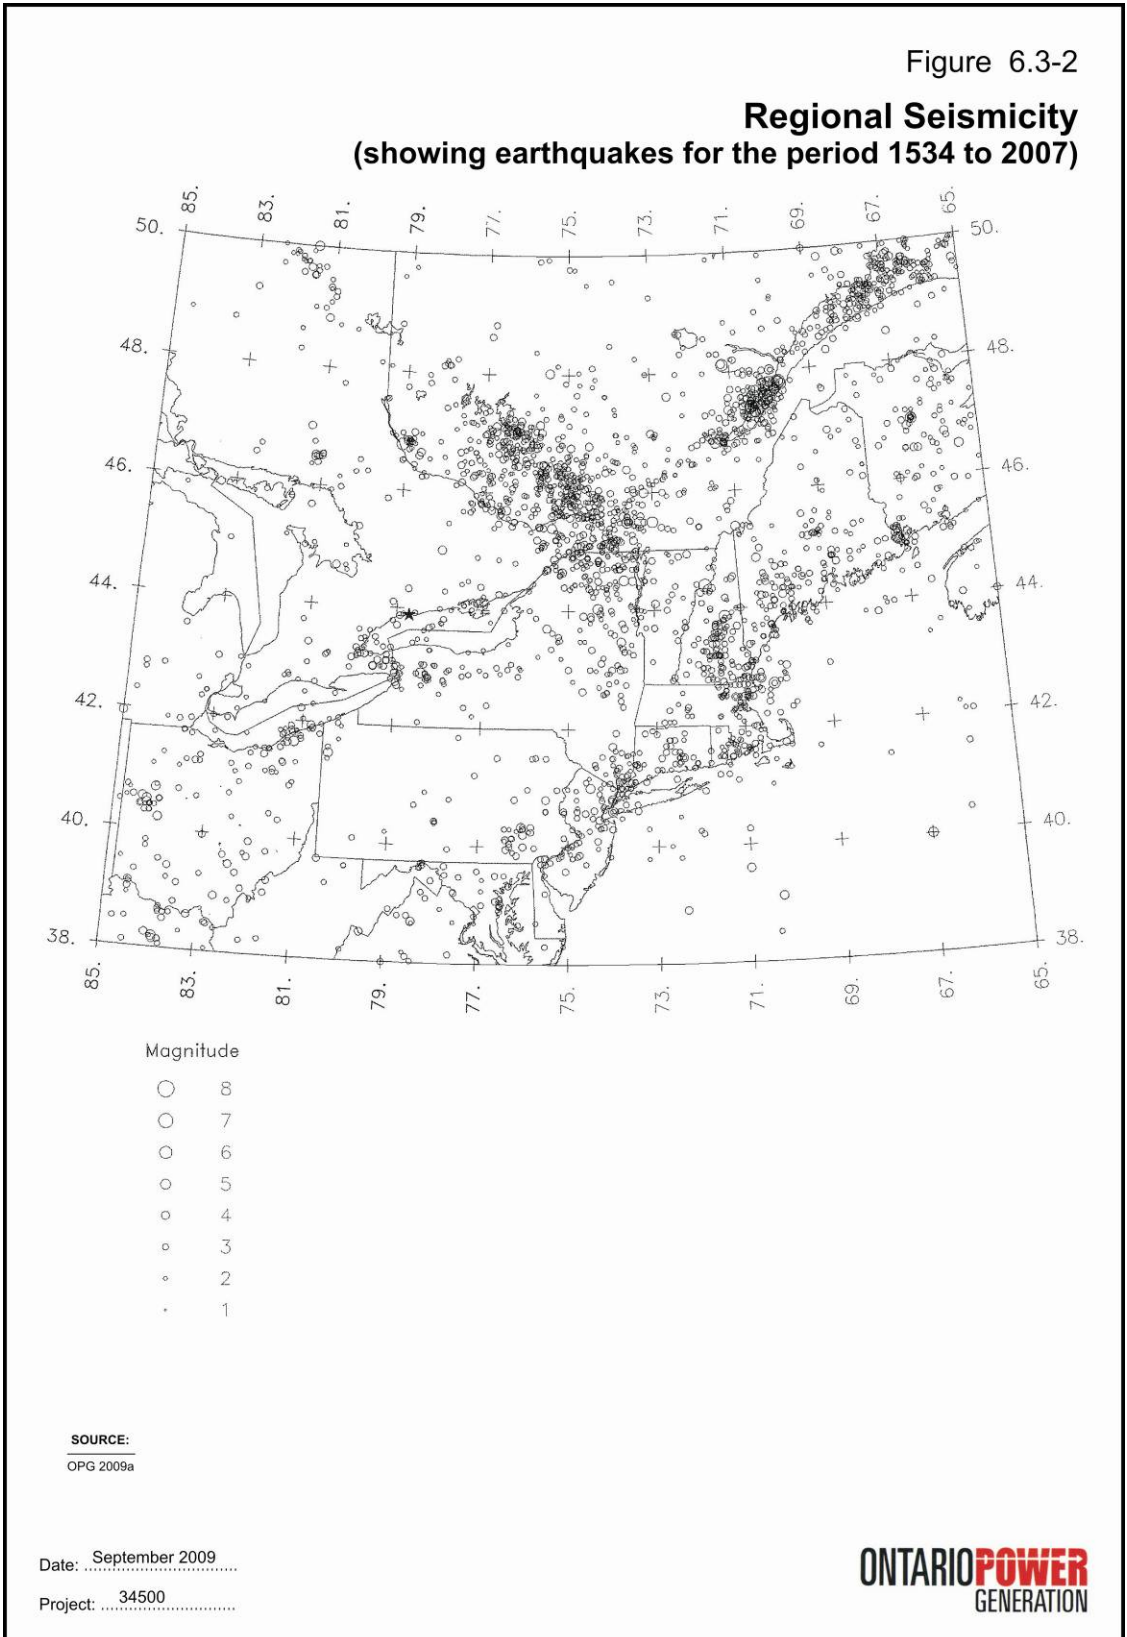 Figure 6.3-2
Regional Seismicity
(showing earthquakes for the period 1534 to 2007)
85. 83. 81. 79. 77. 75. 73. 71. 69. 67. 65.
50. 50.
48. 48.
46. 46.
44. 44.
42. 42.
40. 40.
38. 38.
85. 83. 81. 79. 77. 75. 73. 71. 69. 67. 65.
Magnitude
8
7
6
5
4
3
2
1
SOURCE:
OPG 2009a
Date: September 2009
Project: 34500
ONTARIOPOWER
GENERATION